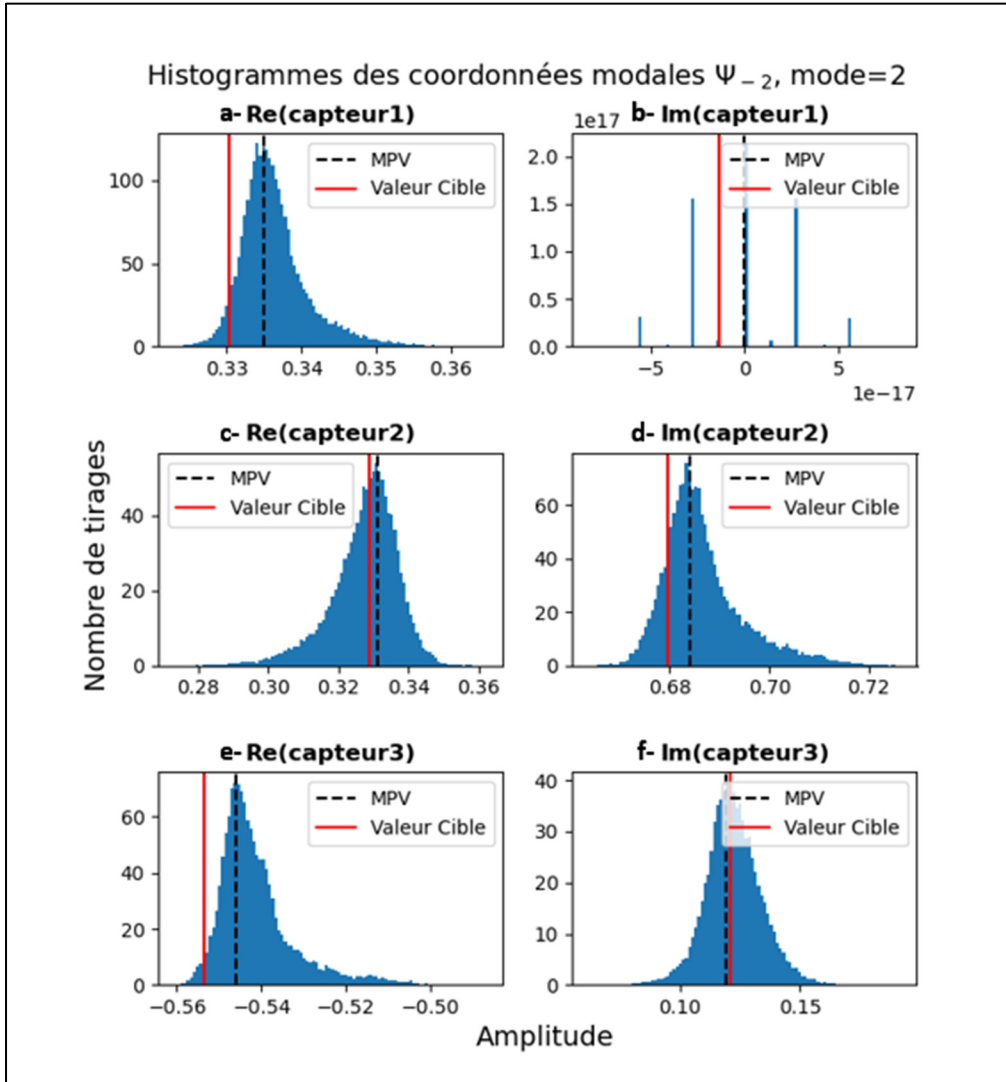 Histogrammes des coordonnées modales Ψ₋₂, mode=2
a- Re(capteur1)
MPV
Valeur Cible
100
50
0
0.33 0.34 0.35 0.36
b- Im(capteur1)
1e17
MPV
Valeur Cible
2.0
1.5
1.0
0.5
0.0
−5 0 5
1e−17
Nombre de tirages
c- Re(capteur2)
MPV
Valeur Cible
40
20
0
0.28 0.30 0.32 0.34 0.36
d- Im(capteur2)
MPV
Valeur Cible
60
40
20
0
0.68 0.70 0.72
e- Re(capteur3)
MPV
Valeur Cible
60
40
20
0
−0.56 −0.54 −0.52 −0.50
f- Im(capteur3)
MPV
Valeur Cible
40
30
20
10
0
0.10 0.15
Amplitude